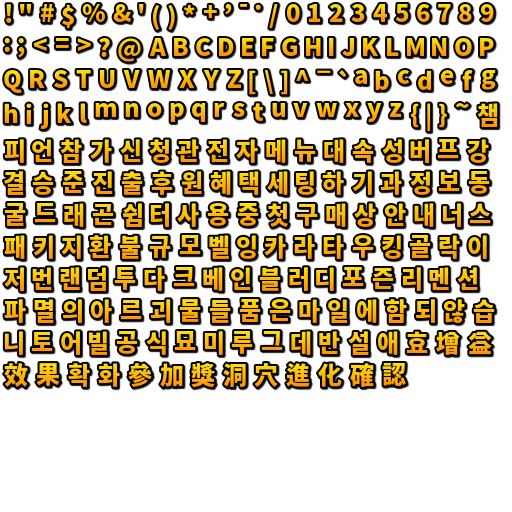 !"#$%&'()*+,-./0123456789
:;<=>?@ABCDEFGHIJKLMNOP
QRSTUVWXYZ[\]^_`abcdefg
hijklmnopqrstuvwxyz{|}~챔
피언참가신청관전자메뉴대속성버프강
결승준진출후원혜택세팅하기과정보동
굴드래곤쉽터사용중첫구매상안내너스
패키지환불규모벨잉카라타우킹골락이
저번랜덤투다크베인블러디포즌리멘션
파멸의아르괴물들품은마일에함되않습
니토어빌공식묘미루그데반설애효增益
效果확화參加獎洞穴進化確認